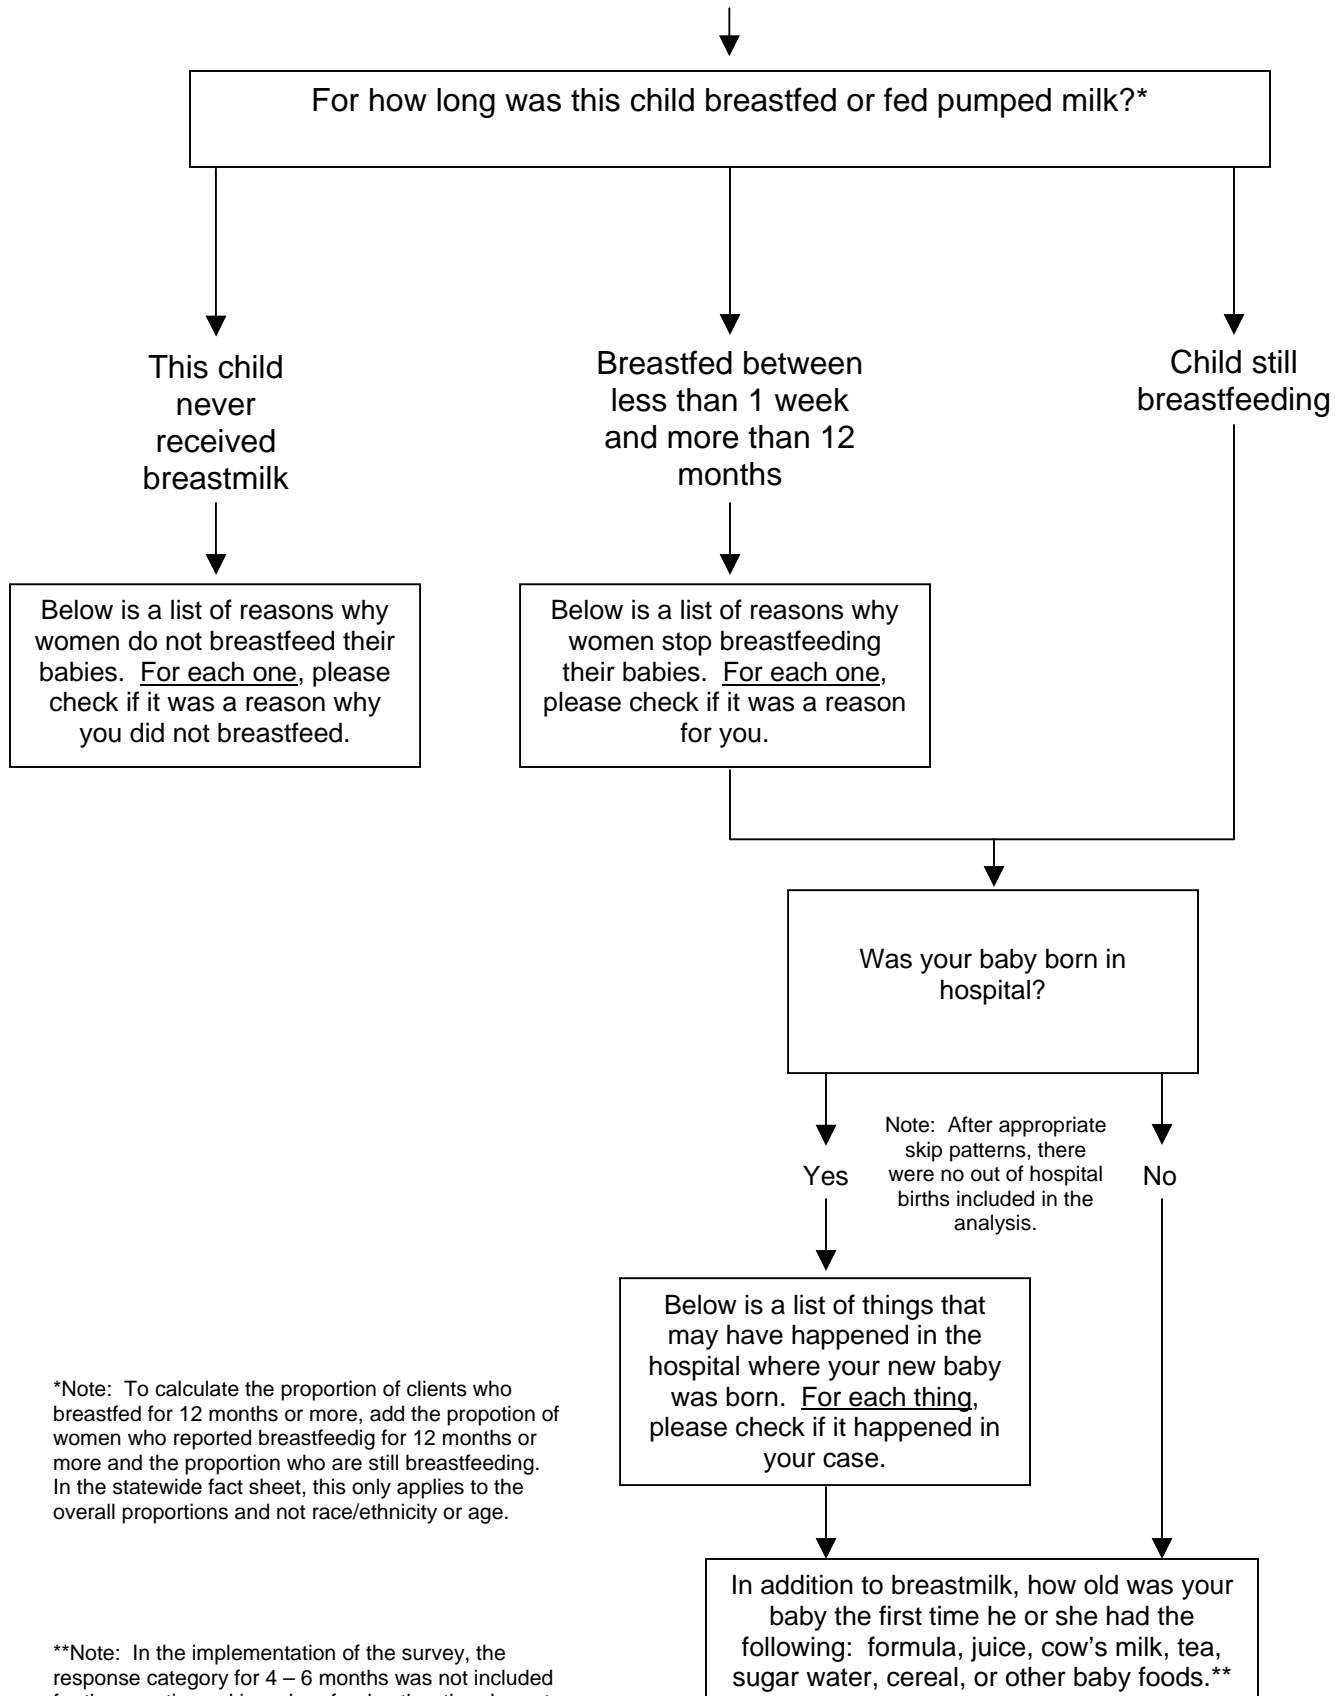 For how long was this child breastfed or fed pumped milk?*
This child
never
received
breastmilk
Breastfed between
less than 1 week
and more than 12
months
Child still
breastfeeding
Below is a list of reasons why
women do not breastfeed their
babies. For each one, please
check if it was a reason why
you did not breastfeed.
Below is a list of reasons why
women stop breastfeeding
their babies. For each one,
please check if it was a reason
for you.
Was your baby born in
hospital?
Yes
Note: After appropriate
skip patterns, there
were no out of hospital
births included in the
analysis.
No
Below is a list of things that
may have happened in the
hospital where your new baby
was born. For each thing,
please check if it happened in
your case.
*Note: To calculate the proportion of clients who
breastfed for 12 months or more, add the propotion of
women who reported breastfeedig for 12 months or
more and the proportion who are still breastfeeding.
In the statewide fact sheet, this only applies to the
overall proportions and not race/ethnicity or age.
In addition to breastmilk, how old was your
baby the first time he or she had the
following: formula, juice, cow's milk, tea,
sugar water, cereal, or other baby foods.**
**Note: In the implementation of the survey, the
response category for 4 – 6 months was not included